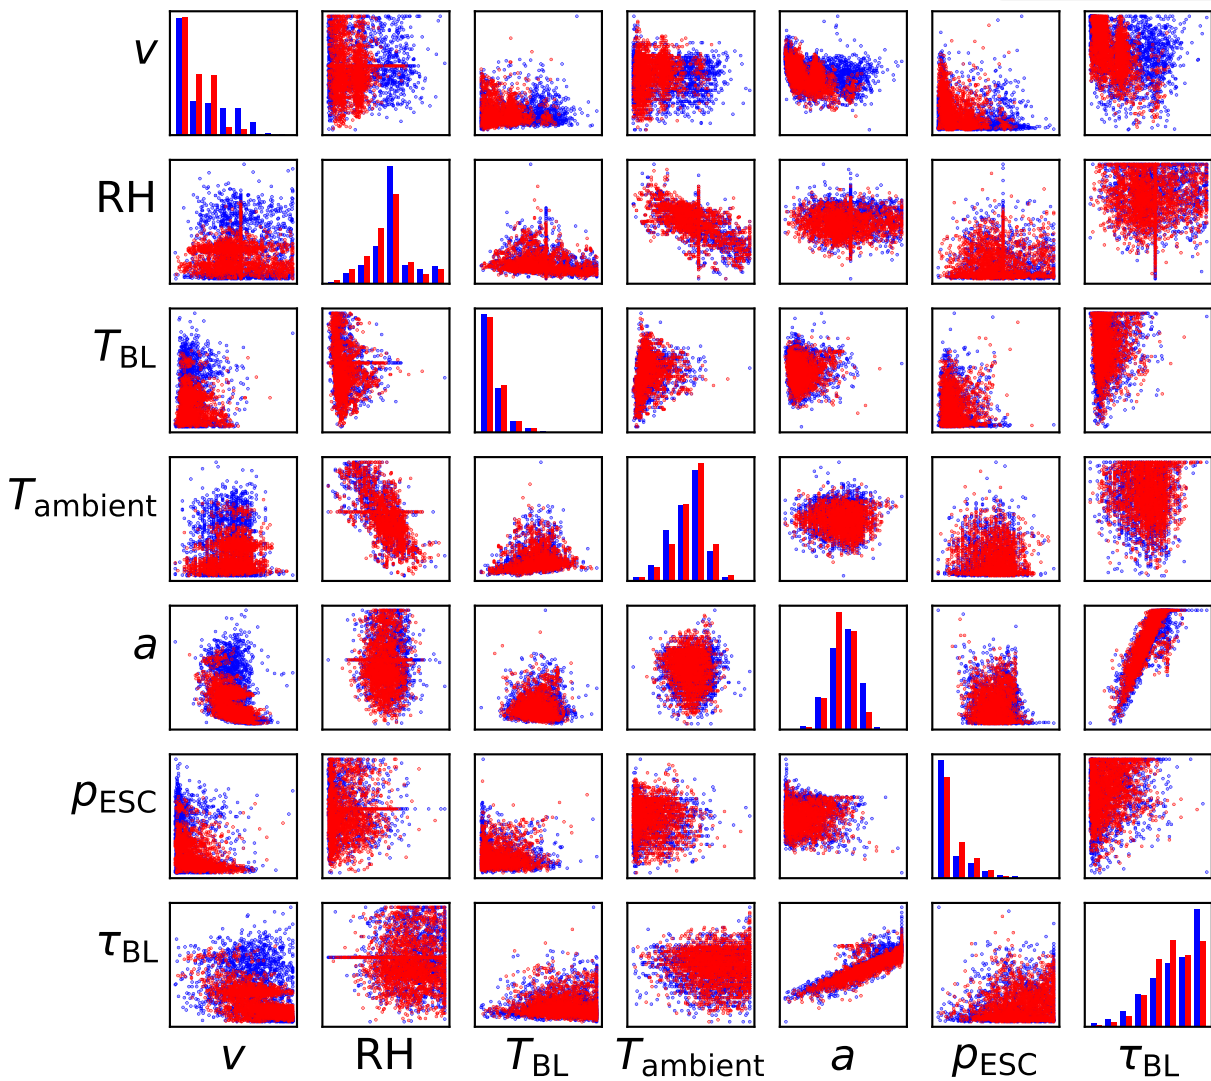 v
RH
T_BL
T_ambient
a
p_ESC
τ_BL
v RH T_BL T_ambient a p_ESC τ_BL